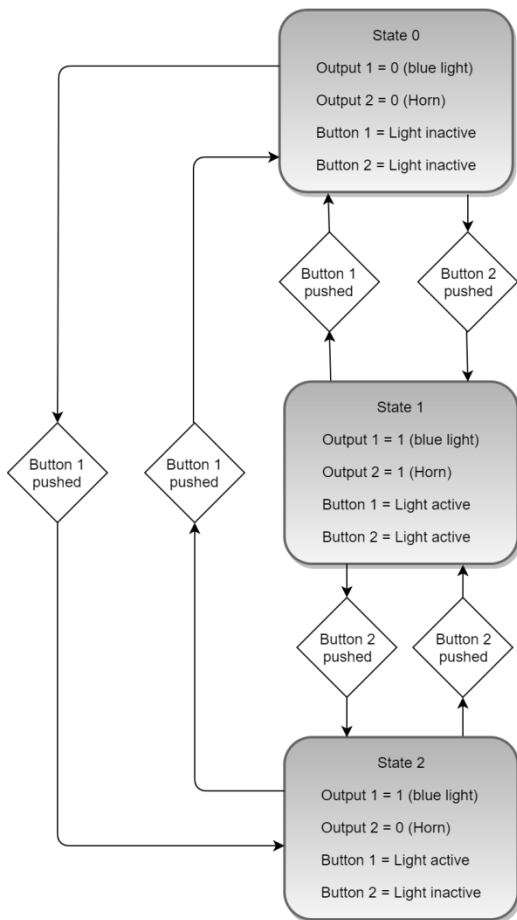 State 0
Output 1 = 0 (blue light)
Output 2 = 0 (Horn)
Button 1 = Light inactive
Button 2 = Light inactive
Button 1
pushed
Button 2
pushed
State 1
Output 1 = 1 (blue light)
Output 2 = 1 (Horn)
Button 1 = Light active
Button 2 = Light active
Button 1
pushed
Button 1
pushed
Button 2
pushed
Button 2
pushed
State 2
Output 1 = 1 (blue light)
Output 2 = 0 (Horn)
Button 1 = Light active
Button 2 = Light inactive